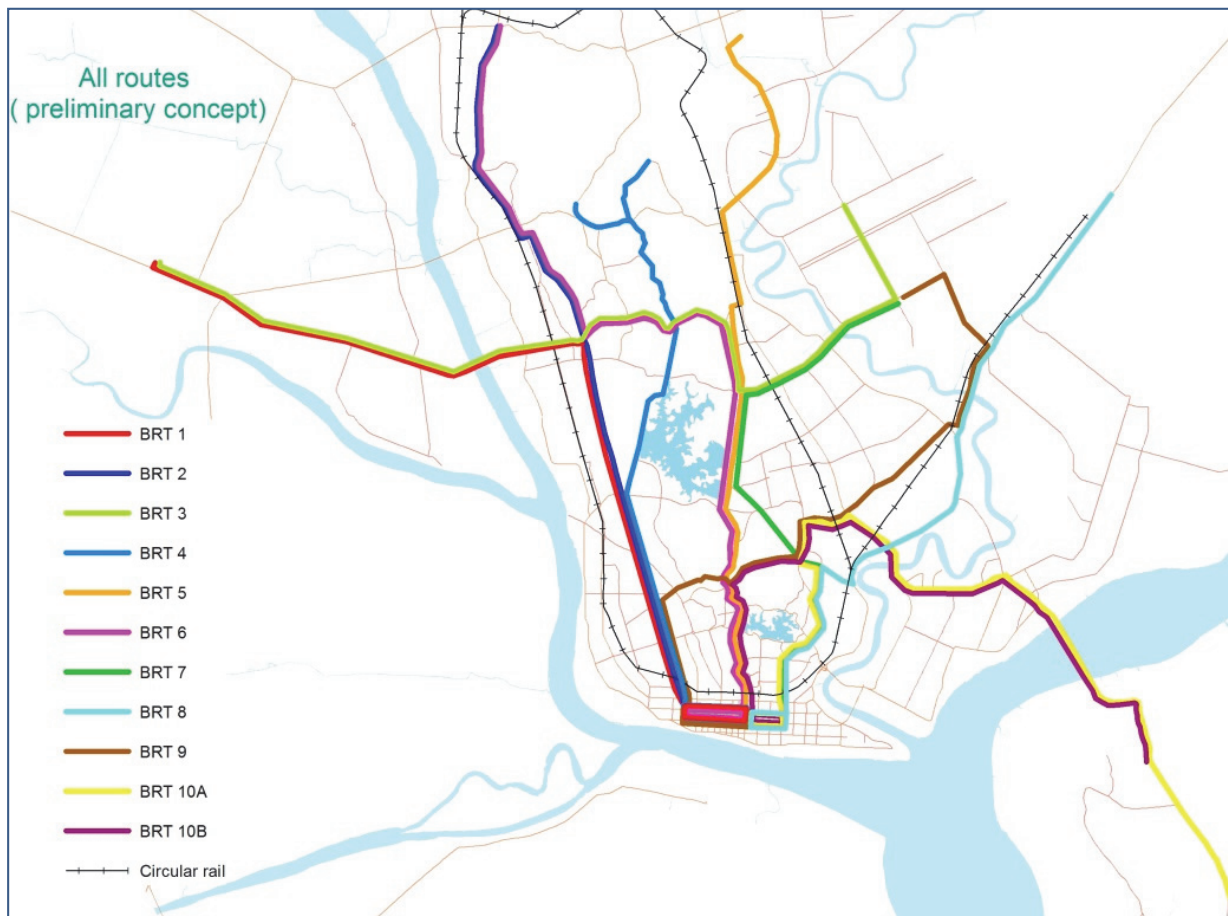 All routes
( preliminary concept)
BRT 1
BRT 2
BRT 3
BRT 4
BRT 5
BRT 6
BRT 7
BRT 8
BRT 9
BRT 10A
BRT 10B
Circular rail